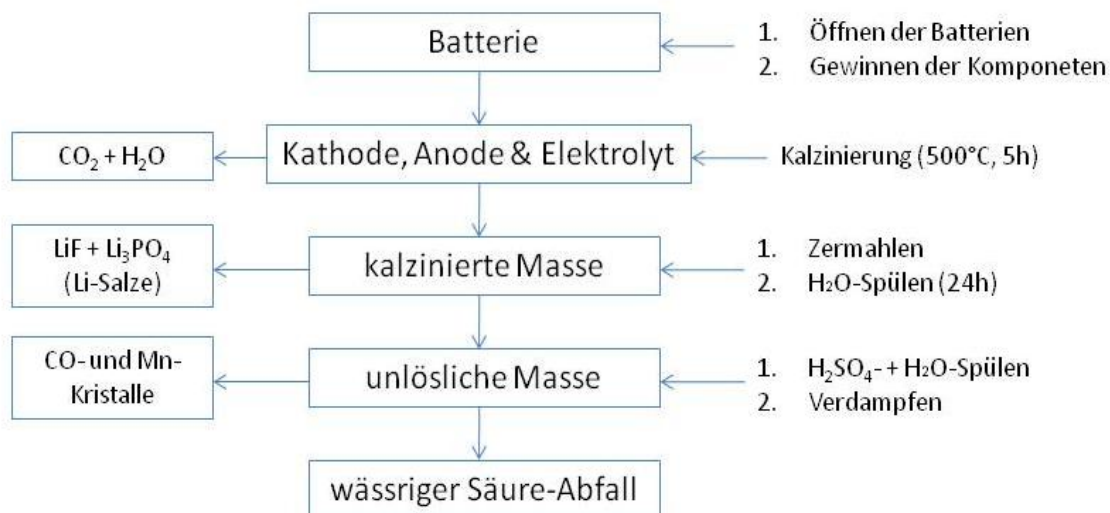 Batterie
1. Öffnen der Batterien
2. Gewinnen der Komponeten
CO₂ + H₂O
Kathode, Anode & Elektrolyt
Kalzinierung (500°C, 5h)
LiF + Li₃PO₄
(Li-Salze)
kalzinierte Masse
1. Zermahlen
2. H₂O-Spülen (24h)
CO- und Mn-
Kristalle
unlösliche Masse
1. H₂SO₄- + H₂O-Spülen
2. Verdampfen
wässriger Säure-Abfall